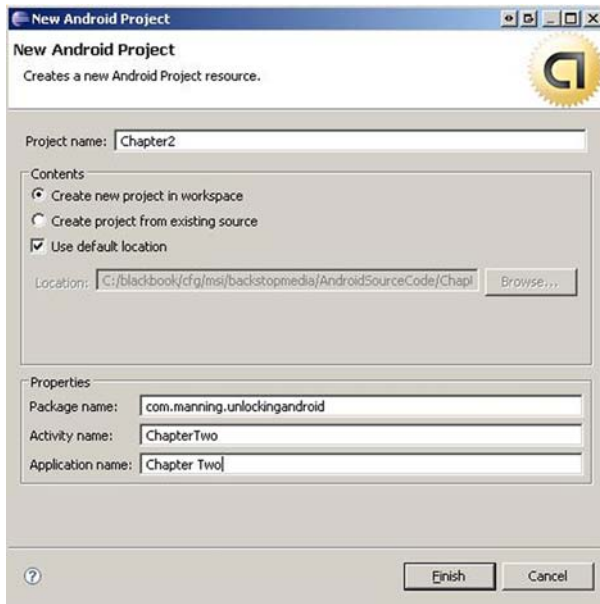 New Android Project
New Android Project
Creates a new Android Project resource.
Project name: Chapter2
Contents
Create new project in workspace
Create project from existing source
Use default location
Location: C:/blackbook/cfg/msi/backstopmedia/AndroidSourceCode/Chap Browse...
Properties
Package name: com.manning.unlockingandroid
Activity name: ChapterTwo
Application name: Chapter Two
? Finish Cancel